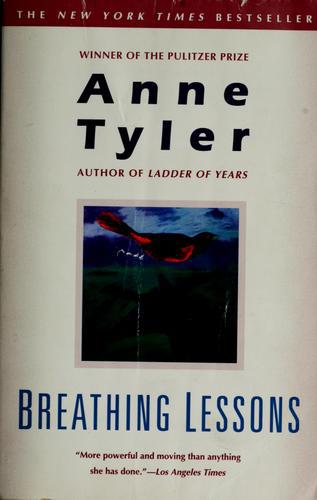 THE NEW YORK TIMES BESTSELLER
WINNER OF THE PULITZER PRIZE
Anne
Tyler
AUTHOR OF LADDER OF YEARS
BREATHING LESSONS
"More powerful and moving than anything
she has done."—Los Angeles Times